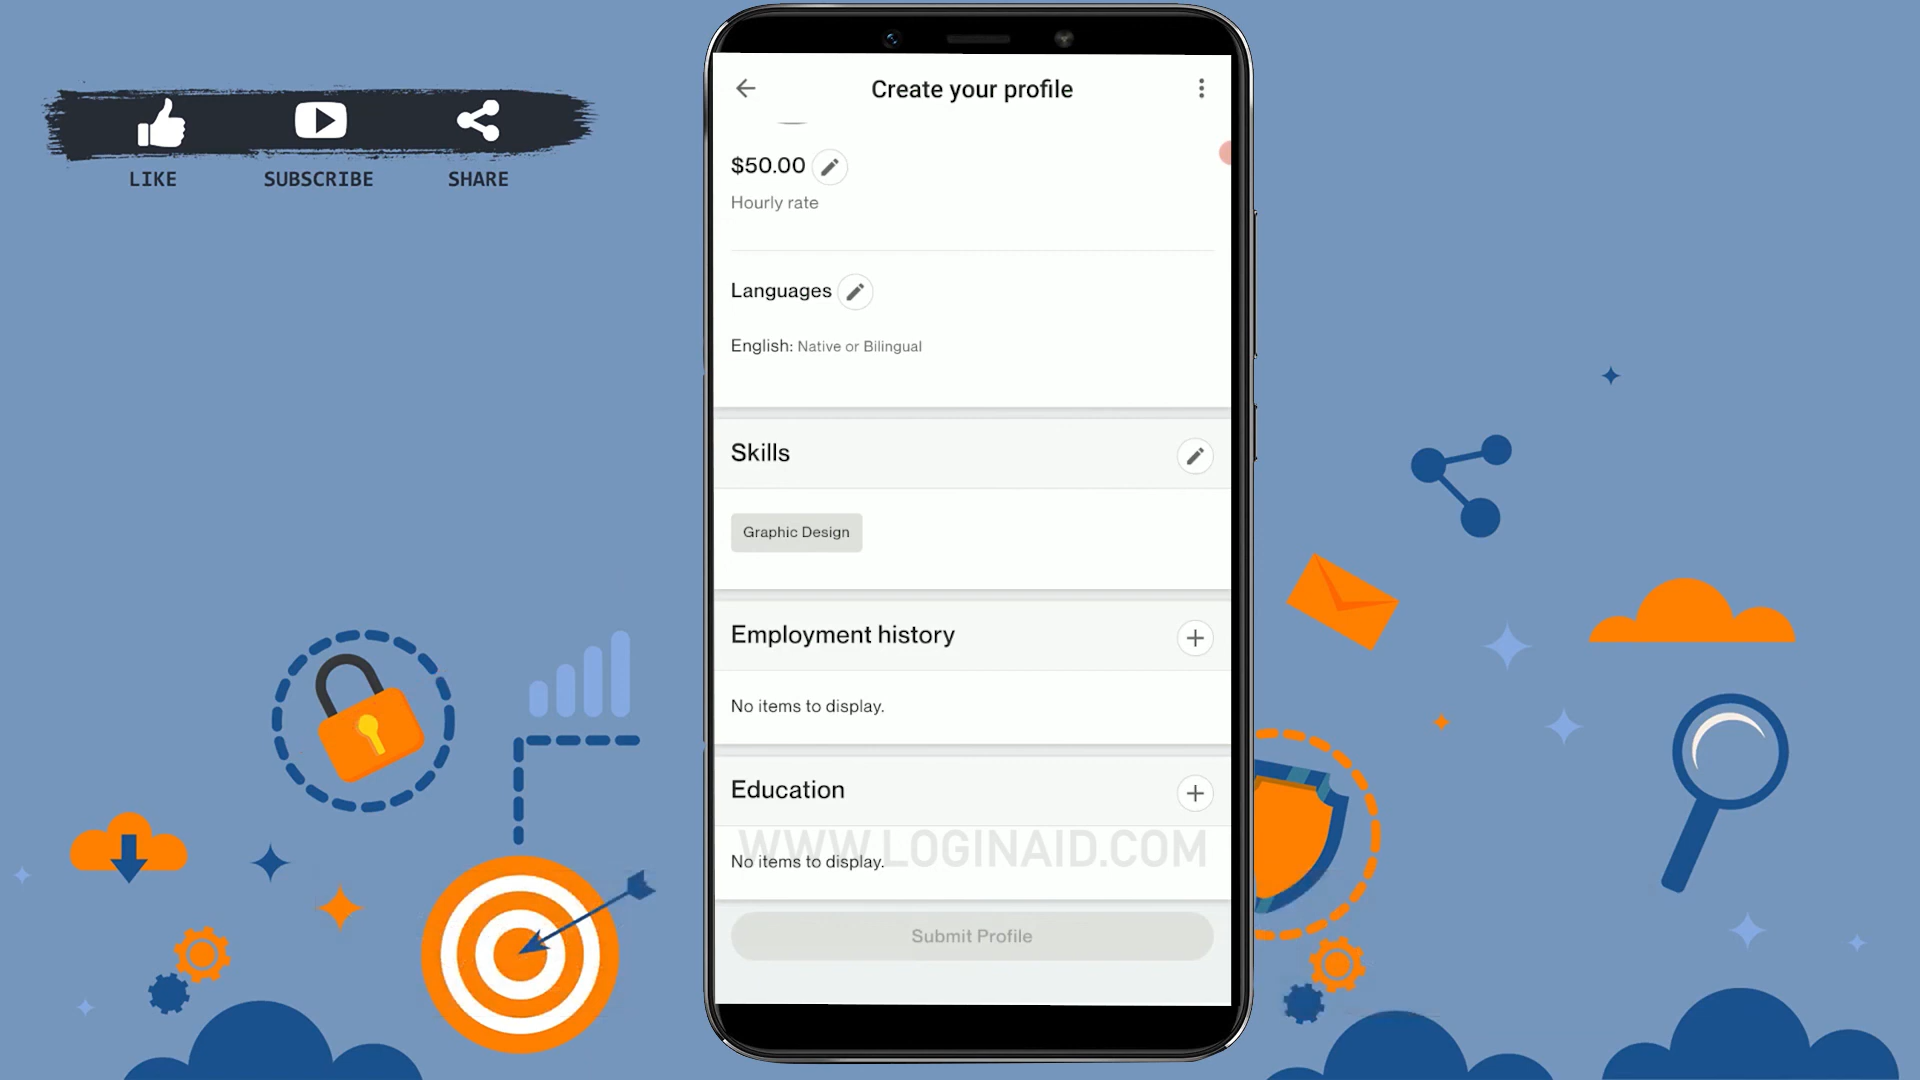 LIKE
SUBSCRIBE
SHARE
Create your profile
$50.00
Hourly rate
Languages
English: Native or Bilingual
Skills
Graphic Design
Employment history
No items to display.
Education
WWW.LOGINAID.COM
No items to display.
Submit Profile